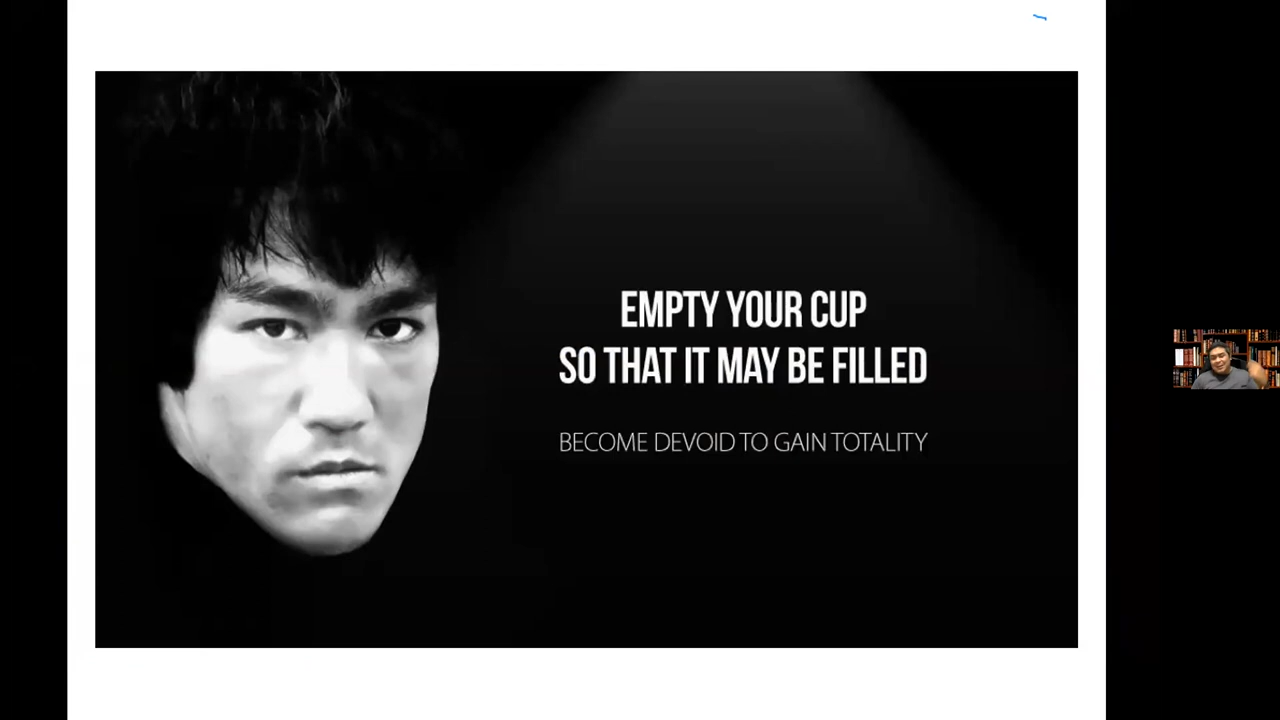 EMPTY YOUR CUP
SO THAT IT MAY BE FILLED
BECOME DEVOID TO GAIN TOTALITY